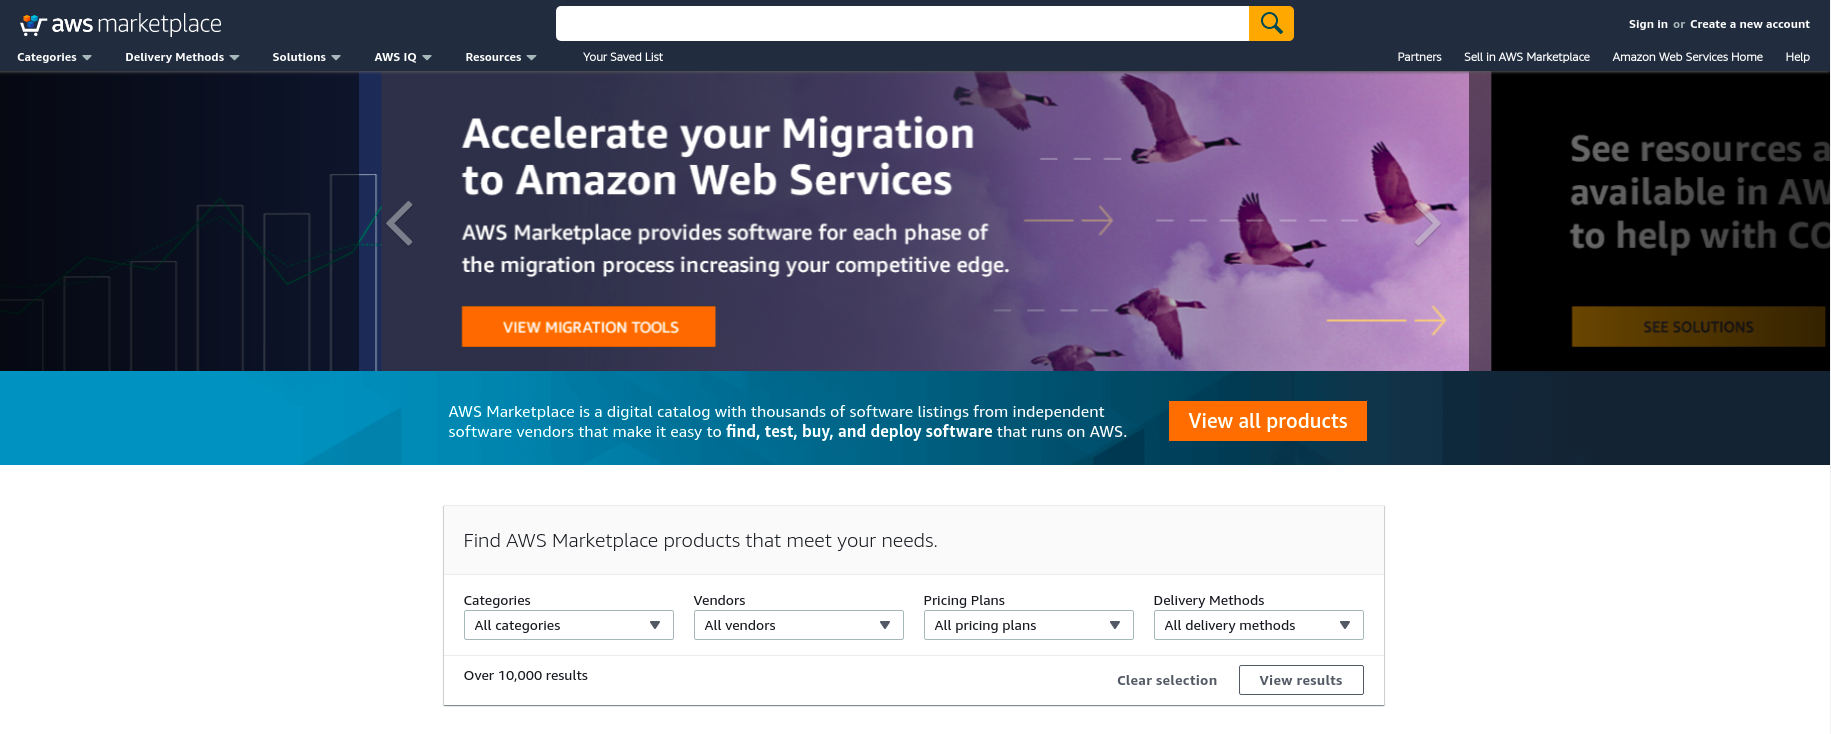 aws marketplace
Sign in or Create a new account
Categories
Delivery Methods
Solutions
AWS IQ
Resources
Your Saved List
Partners
Sell in AWS Marketplace
Amazon Web Services Home
Help
Accelerate your Migration
to Amazon Web Services
AWS Marketplace provides software for each phase of
the migration process increasing your competitive edge.
VIEW MIGRATION TOOLS
See resources a
available in AW
to help with CO
SEE SOLUTIONS
AWS Marketplace is a digital catalog with thousands of software listings from independent
software vendors that make it easy to find, test, buy, and deploy software that runs on AWS.
View all products
Find AWS Marketplace products that meet your needs.
Categories
All categories
Vendors
All vendors
Pricing Plans
All pricing plans
Delivery Methods
All delivery methods
Over 10,000 results
Clear selection
View results